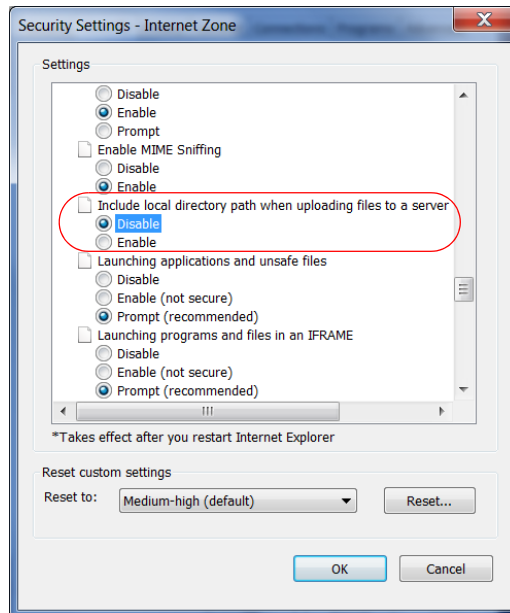 Security Settings - Internet Zone
Settings
Disable
Enable
Prompt
Enable MIME Sniffing
Disable
Enable
Include local directory path when uploading files to a server
Disable
Enable
Launching applications and unsafe files
Disable
Enable (not secure)
Prompt (recommended)
Launching programs and files in an IFRAME
Disable
Enable (not secure)
Prompt (recommended)
*Takes effect after you restart Internet Explorer
Reset custom settings
Reset to:
Medium-high (default)
Reset...
OK
Cancel